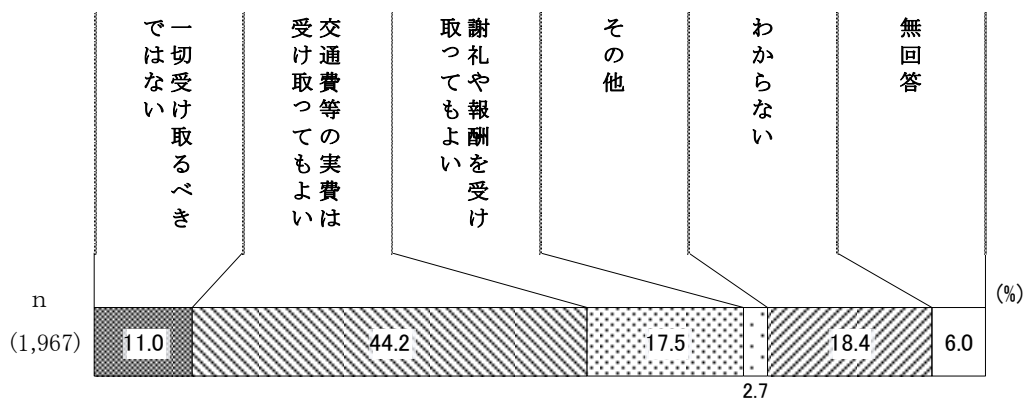 一切受け取るべき
ではない
交通費等の実費は
受け取ってもよい
謝礼や報酬を受け
取ってもよい
その他
わからない
無回答
(%)
n
(1,967)
11.0
44.2
17.5
2.7
18.4
6.0